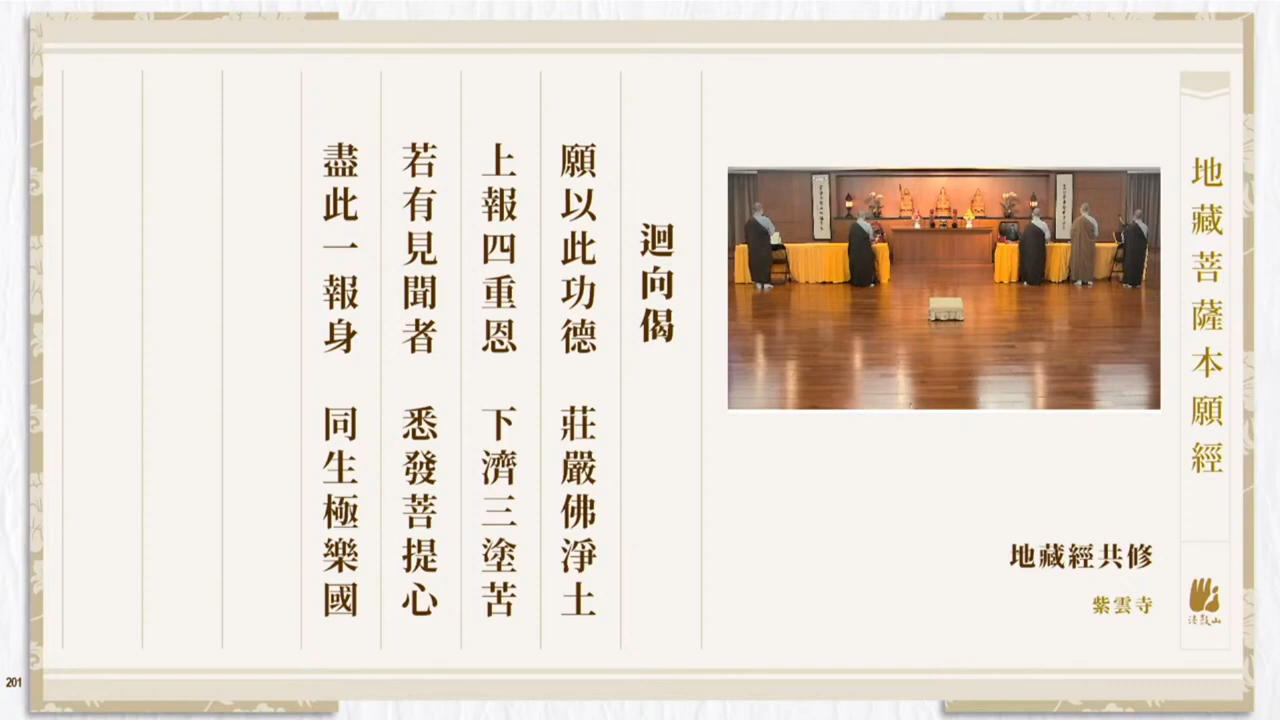 地藏菩薩本願經
法鼓山
地藏經共修
紫雲寺
迴向偈
願以此功德 莊嚴佛淨土
上報四重恩 下濟三塗苦
若有見聞者 悉發菩提心
盡此一報身 同生極樂國
201